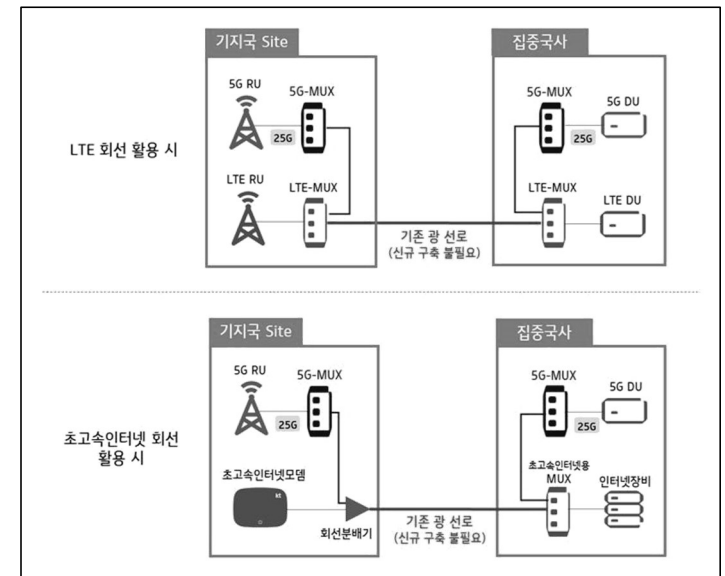 기지국 Site
집중국사
5G RU
5G-MUX
5G-MUX
5G DU
25G
25G
LTE 회선 활용 시
LTE RU
LTE-MUX
LTE-MUX
LTE DU
기존 광 선로
(신규 구축 불필요)
기지국 Site
집중국사
5G RU
5G-MUX
5G-MUX
5G DU
25G
25G
초고속인터넷 회선
활용 시
초고속인터넷모뎀
kt
회선분배기
초고속인터넷용
MUX
인터넷장비
기존 광 선로
(신규 구축 불필요)